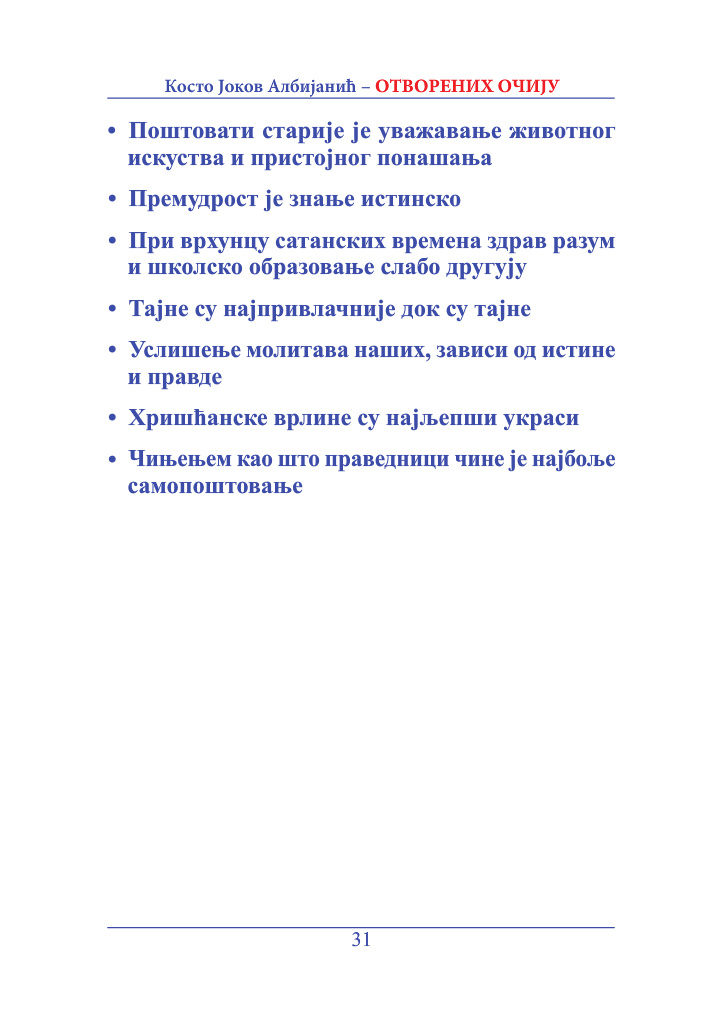 Косто Јоков Албијанић – ОТВОРЕНИХ ОЧИЈУ
• Поштовати старије је уважавање животног
искуства и пристојног понашања
• Премудрост је знање истинско
• При врхунцу сатанских времена здрав разум
и школско образовање слабо другују
• Тајне су најпривлачније док су тајне
• Услишење молитава наших, зависи од истине
и правде
• Хришћанске врлине су најљепши украси
• Чињењем као што праведници чине је најбоље
самопоштовање
31